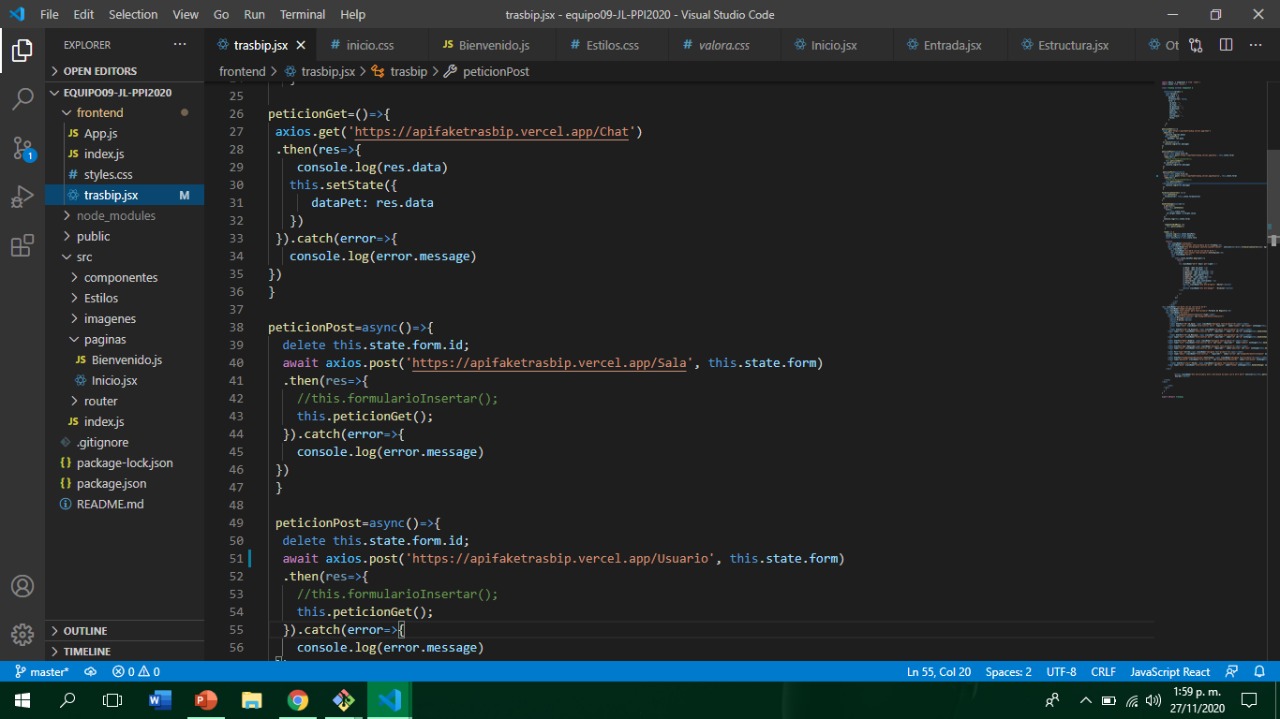 File Edit Selection View Go Run Terminal Help trasbip.jsx - equipo09-JL-PPI2020 - Visual Studio Code
EXPLORER
trasbip.jsx inicio.css Bienvenido.js Estilos.css valora.css Inicio.jsx Entrada.jsx Estructura.jsx Ot
OPEN EDITORS
EQUIPO09-JL-PPI2020
frontend
App.js
index.js
styles.css
trasbip.jsx M
node_modules
public
src
componentes
Estilos
imagenes
paginas
Bienvenido.js
Inicio.jsx
router
index.js
.gitignore
package-lock.json
package.json
README.md
OUTLINE
TIMELINE
1
frontend > trasbip.jsx > trasbip > peticionPost
25
26 peticionGet=()=>{
27 axios.get('https://apifaketrasbip.vercel.app/Chat')
28 .then(res=>{
29 console.log(res.data)
30 this.setState({
31 dataPet: res.data
32 })
33 }).catch(error=>{
34 console.log(error.message)
35 })
36 }
37
38 peticionPost=async()=>{
39 delete this.state.form.id;
40 await axios.post('https://apifaketrasbip.vercel.app/Sala', this.state.form)
41 .then(res=>{
42 //this.formularioInsertar();
43 this.peticionGet();
44 }).catch(error=>{
45 console.log(error.message)
46 })
47 }
48
49 peticionPost=async()=>{
50 delete this.state.form.id;
51 await axios.post('https://apifaketrasbip.vercel.app/Usuario', this.state.form)
52 .then(res=>{
53 //this.formularioInsertar();
54 this.peticionGet();
55 }).catch(error=>{
56 console.log(error.message)
master* 0 0 Ln 55, Col 20 Spaces: 2 UTF-8 CRLF JavaScript React
1:59 p. m.
27/11/2020